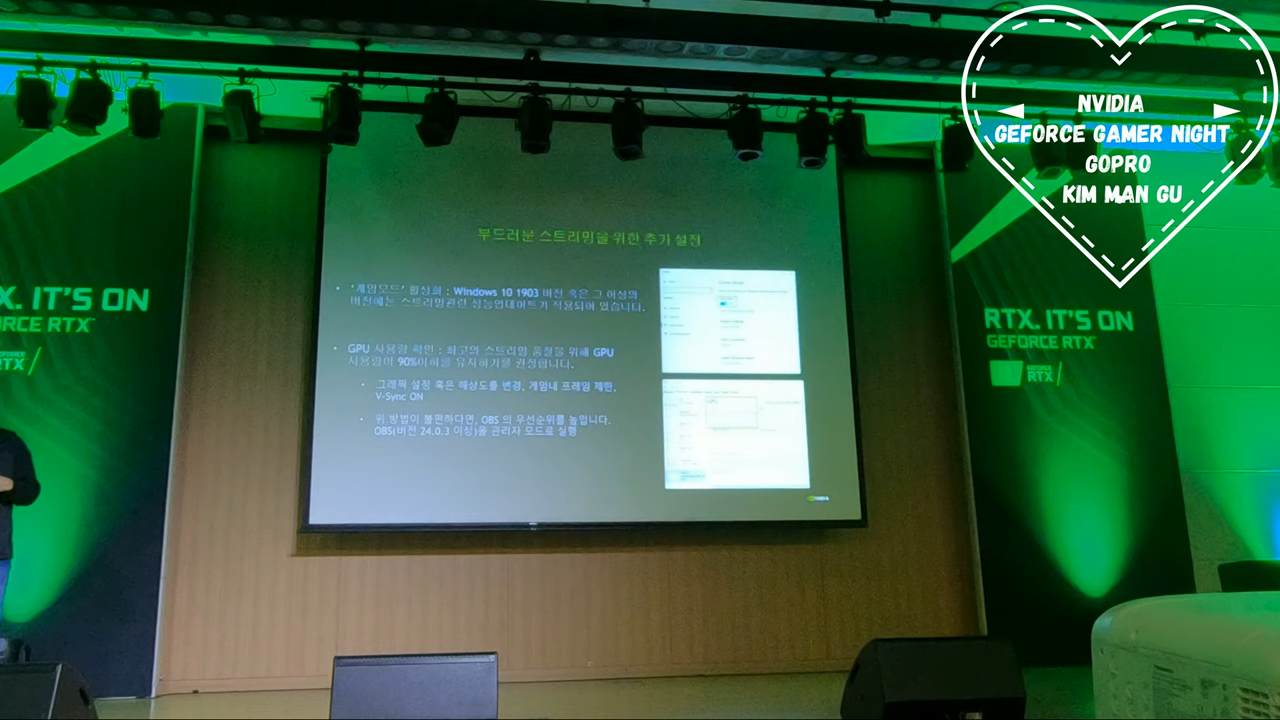 NVIDIA
GEFORCE GAMER NIGHT
GOPRO
KIM MAN GU
부드러운 스트리밍을 위한 추가 설정
'게임모드' 활성화 : Windows 10 1903 버전 혹은 그 이상의
버전에는 스트리밍관련 성능업데이트가 적용되어 있습니다.
GPU 사용량 확인 : 최고의 스트리밍 품질을 위해 GPU
사용량이 90%이하를 유지하기를 권장합니다.
그래픽 설정 혹은 해상도를 변경, 게임내 프레임 제한,
V-Sync ON
위 방법이 불편하다면, OBS 의 우선순위를 높입니다.
OBS(버전 24.0.3 이상)을 관리자 모드로 실행
NVIDIA
X. IT'S ON
ORCE RTX
RTX
RTX. IT'S ON
GEFORCE RTX
GEFORCE
RTX